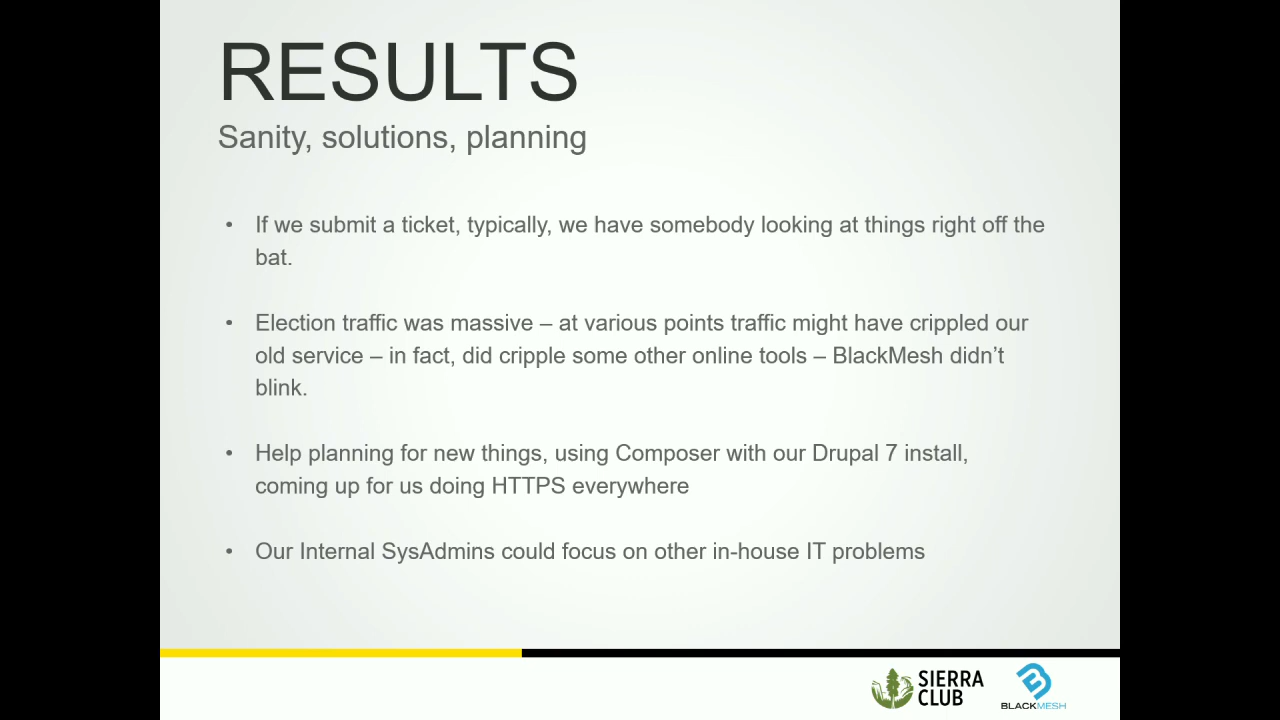 RESULTS
Sanity, solutions, planning
• If we submit a ticket, typically, we have somebody looking at things right off the
bat.
• Election traffic was massive – at various points traffic might have crippled our
old service – in fact, did cripple some other online tools – BlackMesh didn’t
blink.
• Help planning for new things, using Composer with our Drupal 7 install,
coming up for us doing HTTPS everywhere
• Our Internal SysAdmins could focus on other in-house IT problems
SIERRA
CLUB
BLACKMESH